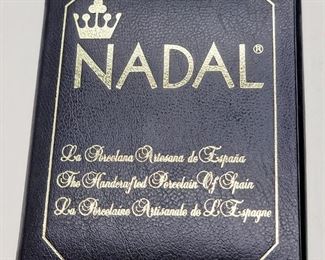 NADAL®
La Porcelana Artesana de España
The Handcrafted Porcelain Of Spain
La Porcelaine Artisanale de L'Espagne